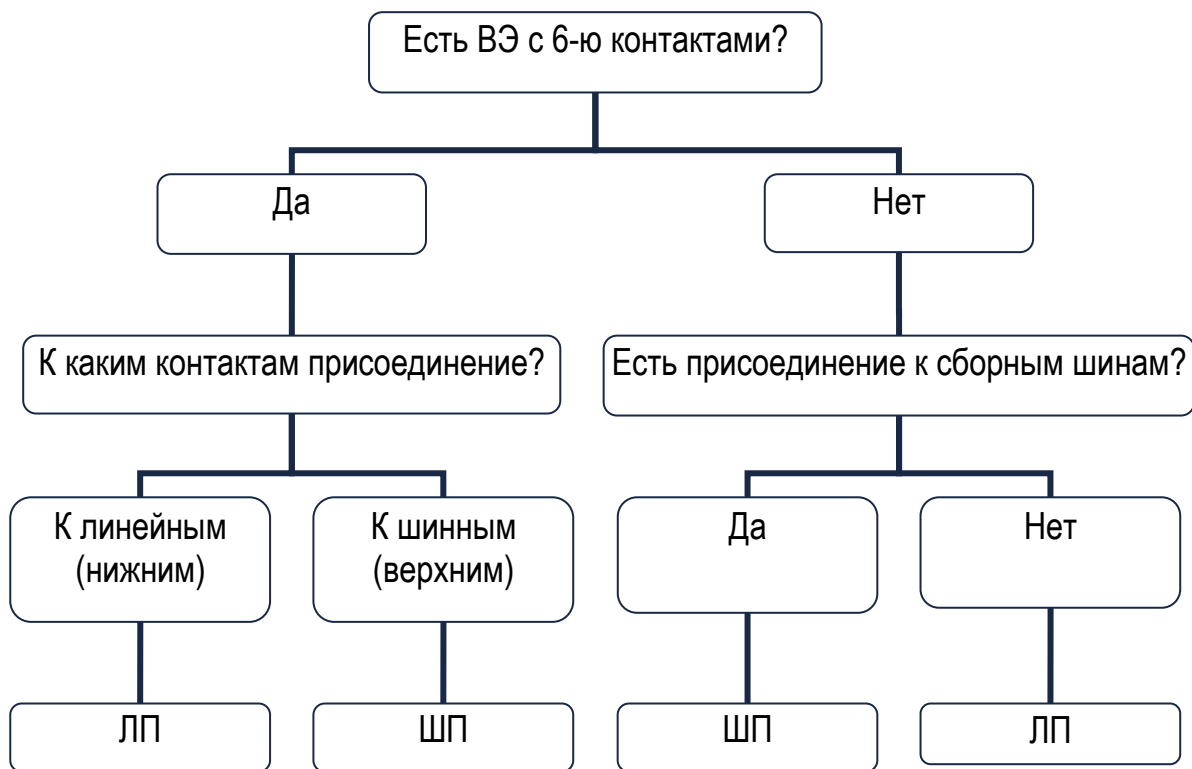 Есть ВЭ с 6-ю контактами?
Да
Нет
К каким контактам присоединение?
Есть присоединение к сборным шинам?
К линейным
(нижним)
К шинным
(верхним)
Да
Нет
ЛП
ШП
ШП
ЛП